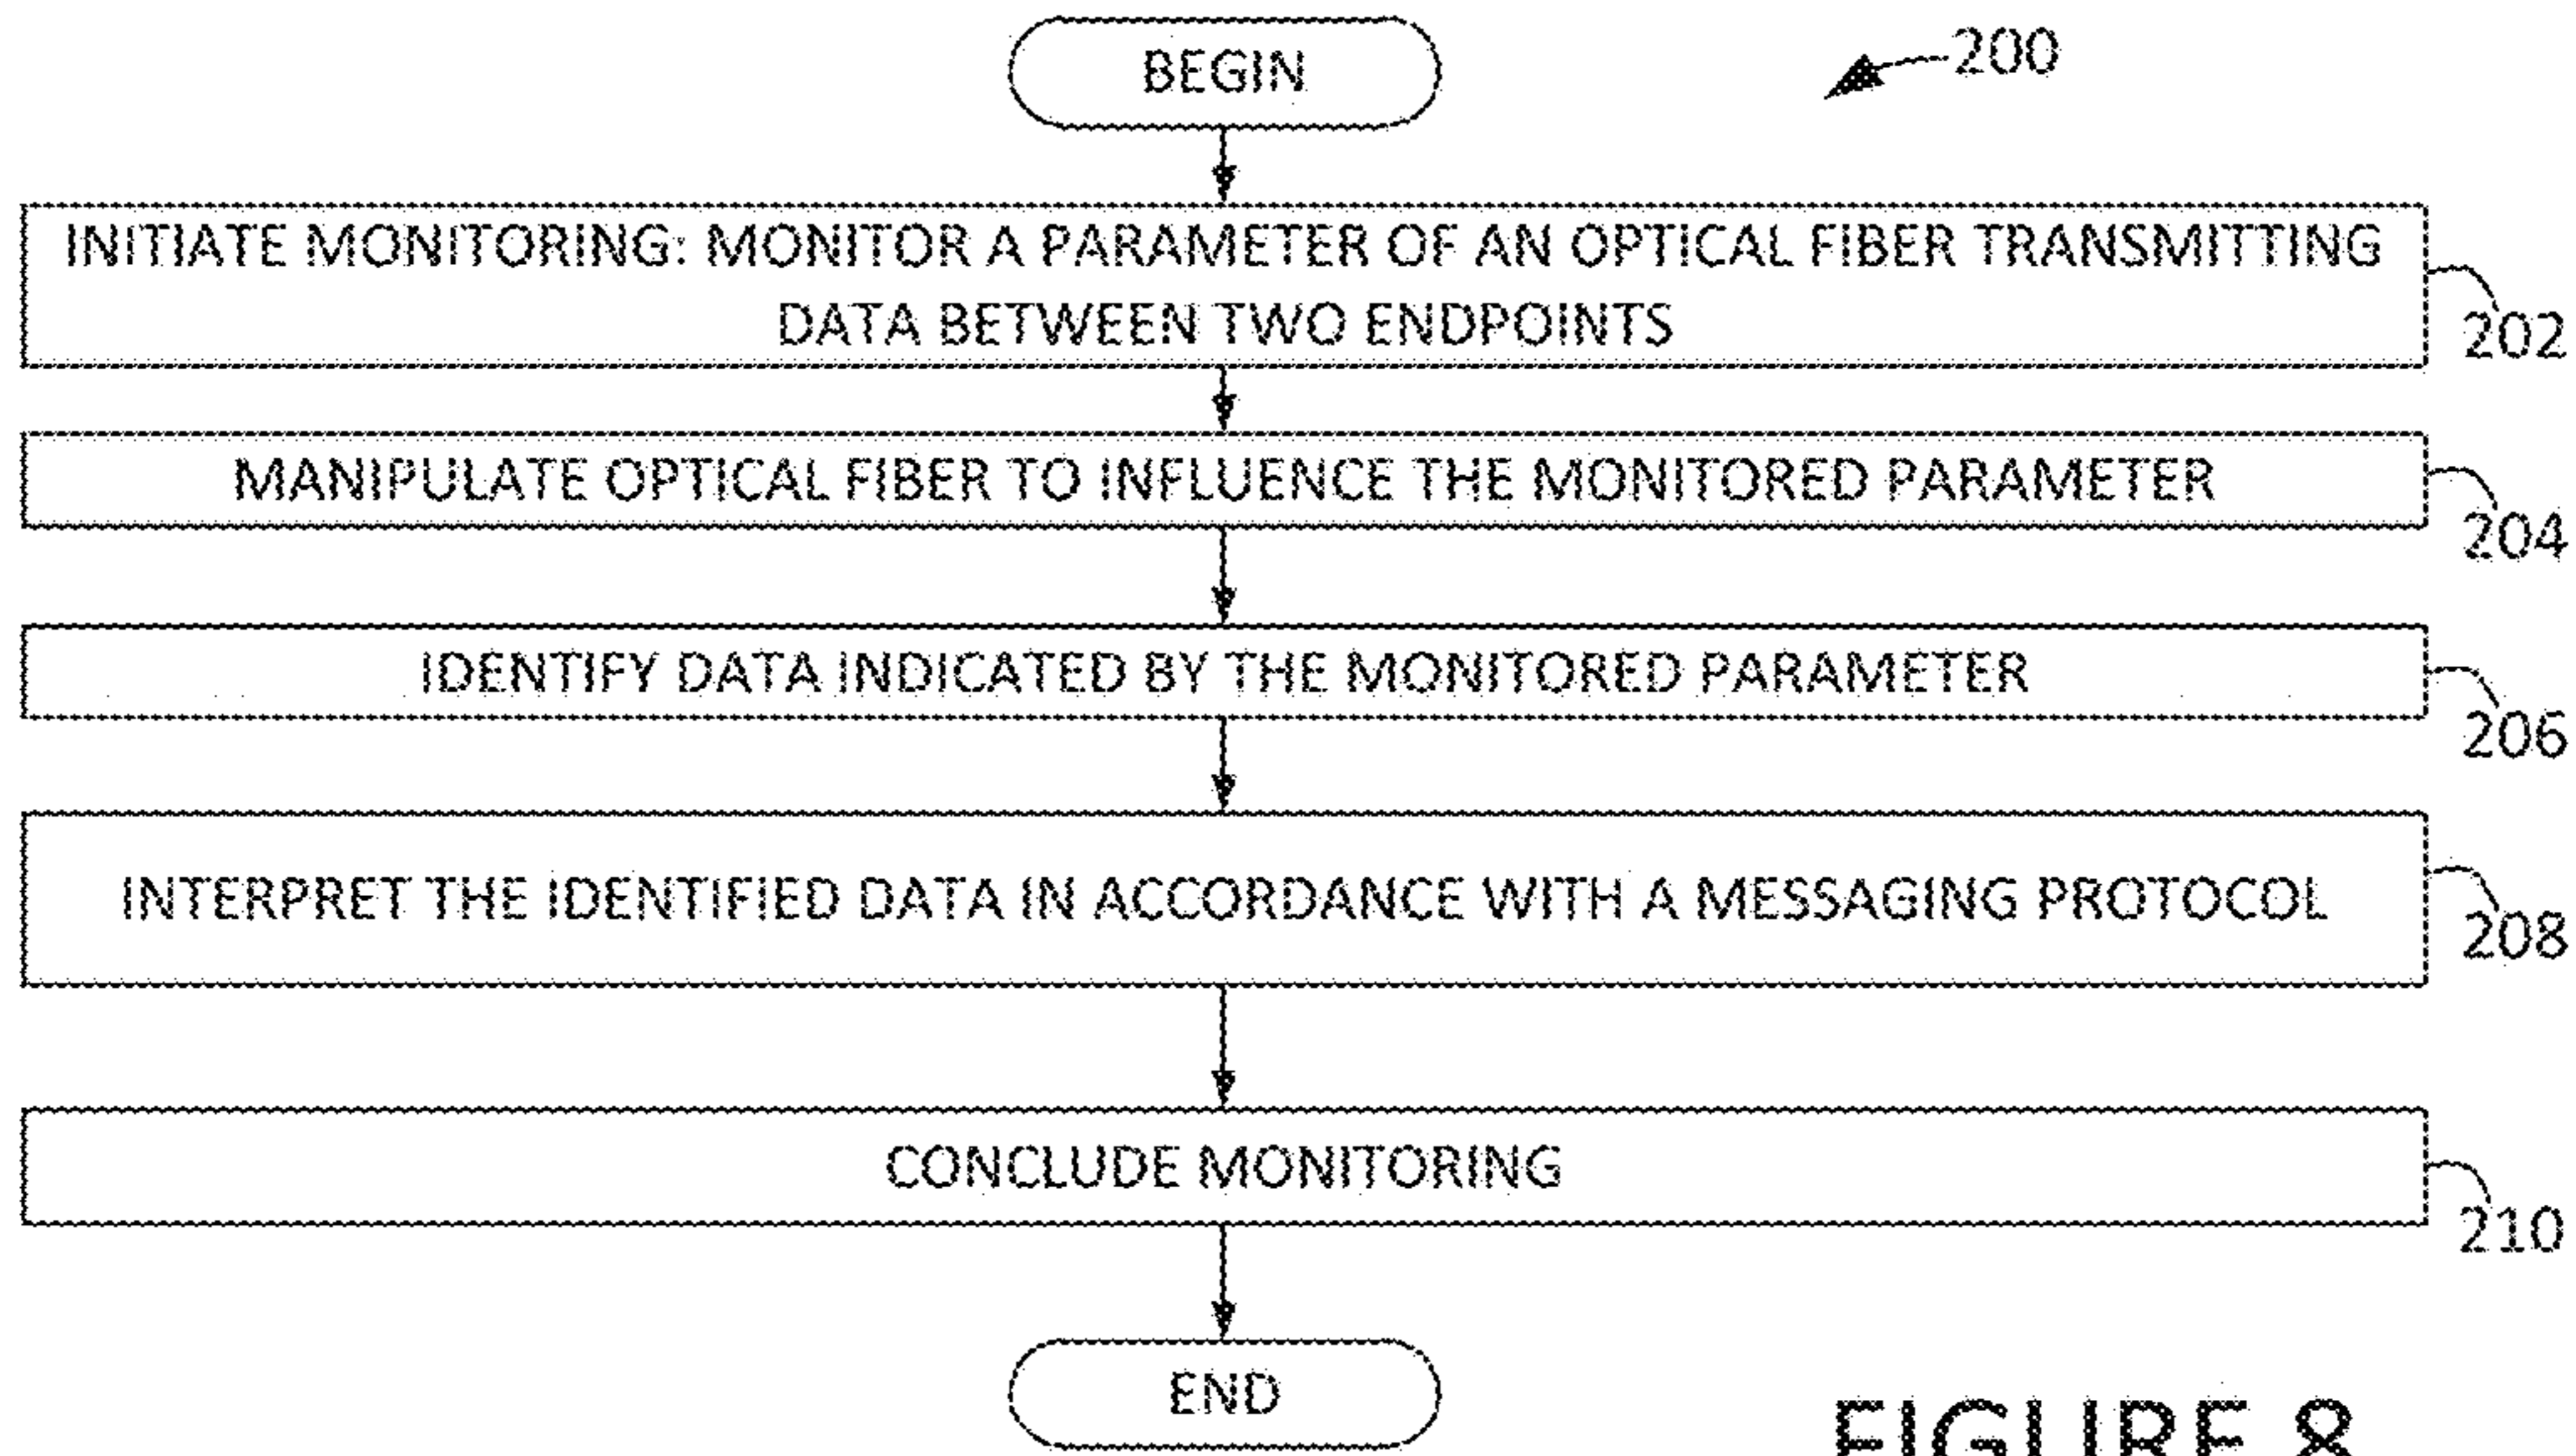 BEGIN
200
INITIATE MONITORING: MONITOR A PARAMETER OF AN OPTICAL FIBER TRANSMITTING
DATA BETWEEN TWO ENDPOINTS
202
MANIPULATE OPTICAL FIBER TO INFLUENCE THE MONITORED PARAMETER
204
IDENTIFY DATA INDICATED BY THE MONITORED PARAMETER
206
INTERPRET THE IDENTIFIED DATA IN ACCORDANCE WITH A MESSAGING PROTOCOL
208
CONCLUDE MONITORING
210
END
FIGURE 8